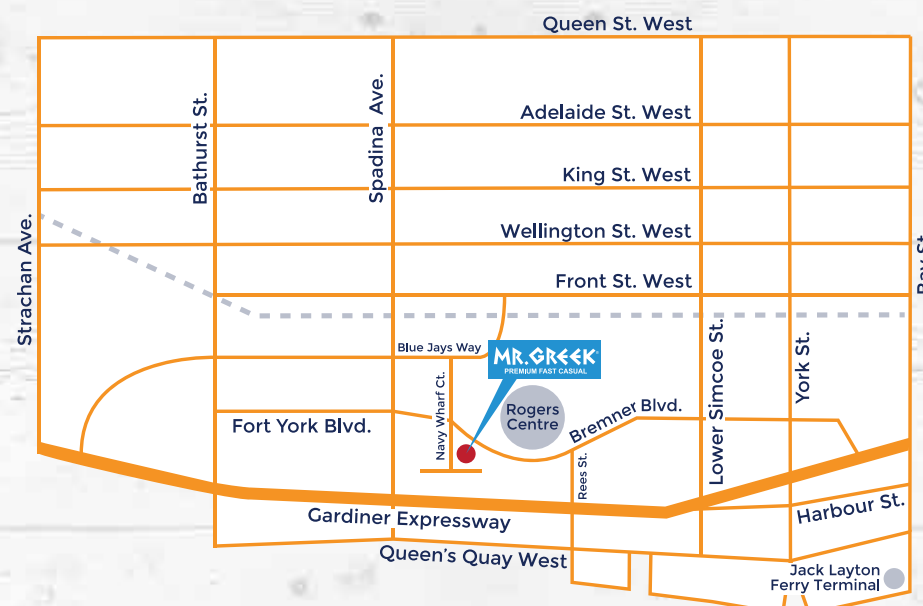 Queen St. West
Adelaide St. West
King St. West
Wellington St. West
Front St. West
Strachan Ave.
Bathurst St.
Spadina Ave.
Blue Jays Way
MR.GREEK
PREMIUM FAST CASUAL
Navy Wharf Ct.
Rogers
Centre
Bremner Blvd.
Fort York Blvd.
Rees St.
Lower Simcoe St.
York St.
Gardiner Expressway
Harbour St.
Queen's Quay West
Jack Layton
Ferry Terminal